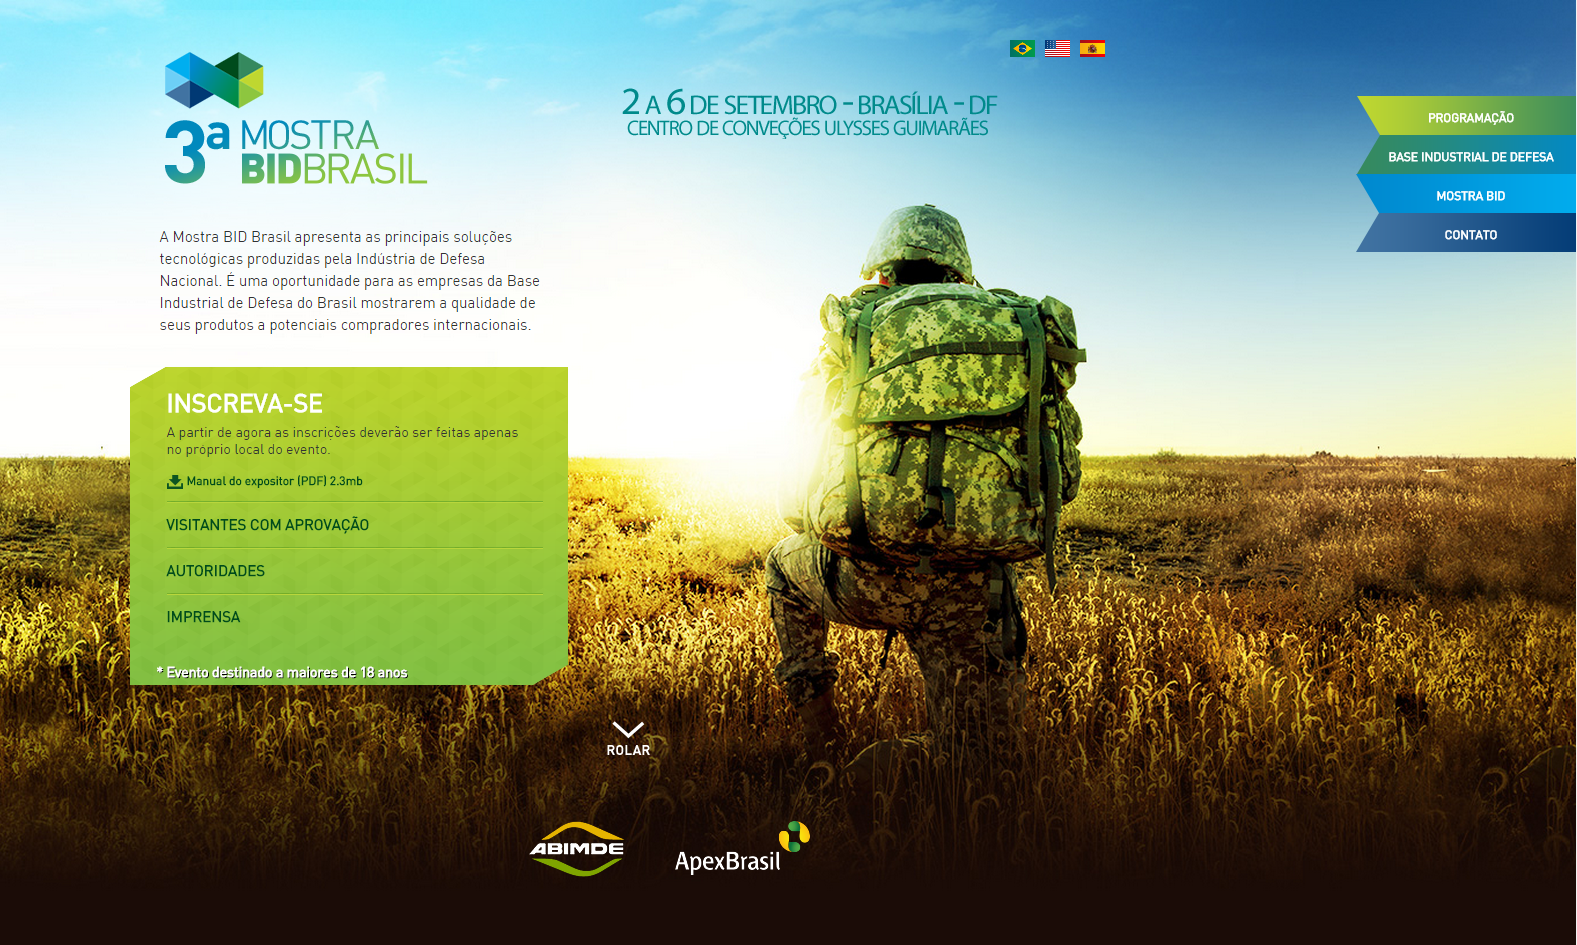 3ª MOSTRA
BIDBRASIL
2 A 6 DE SETEMBRO - BRASÍLIA - DF
CENTRO DE CONVEÇÕES ULYSSES GUIMARÃES
PROGRAMAÇÃO
BASE INDUSTRIAL DE DEFESA
MOSTRA BID
CONTATO
A Mostra BID Brasil apresenta as principais soluções
tecnológicas produzidas pela Indústria de Defesa
Nacional. É uma oportunidade para as empresas da Base
Industrial de Defesa do Brasil mostrarem a qualidade de
seus produtos a potenciais compradores internacionais.
INSCREVA-SE
A partir de agora as inscrições deverão ser feitas apenas
no próprio local do evento.
Manual do expositor (PDF) 2.3mb
VISITANTES COM APROVAÇÃO
AUTORIDADES
IMPRENSA
* Evento destinado a maiores de 18 anos
ROLAR
ABIMDE
ApexBrasil